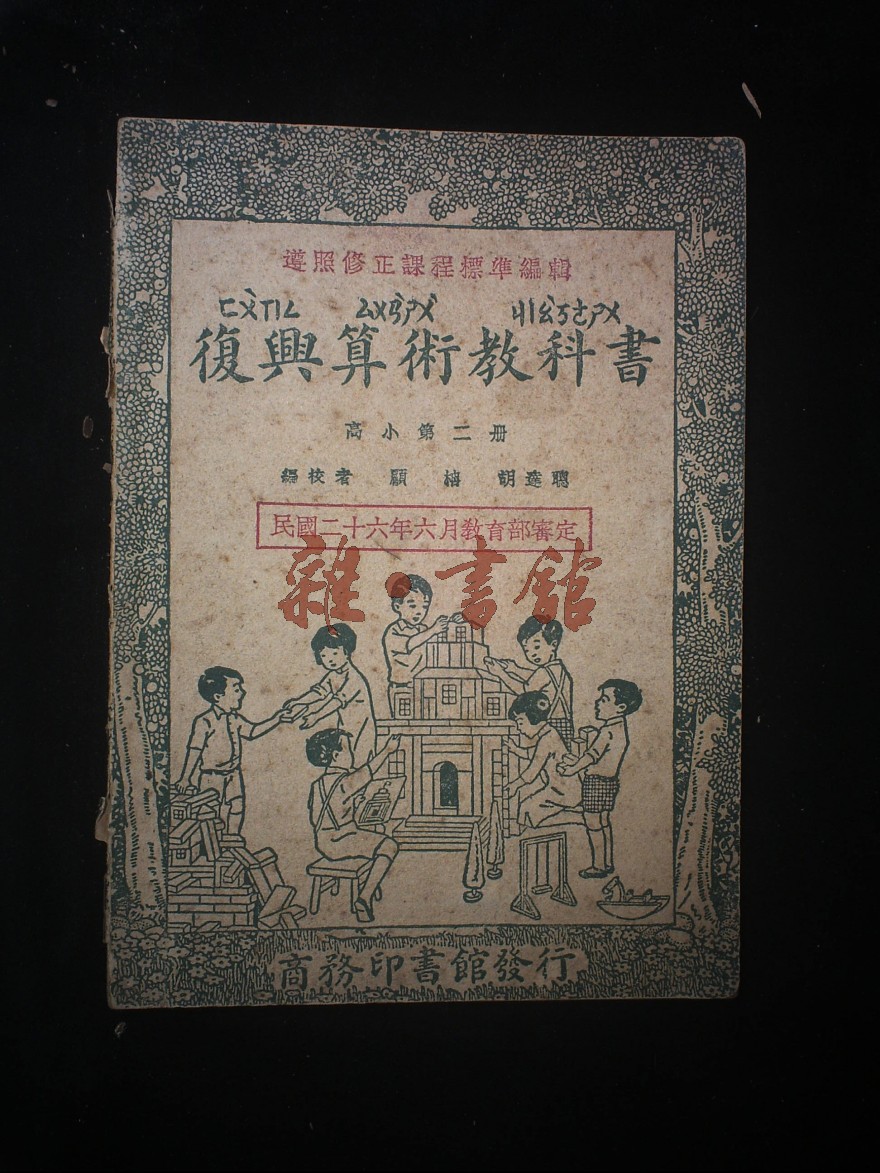 遵照修正課程標準編輯
ㄈㄨˋㄒㄧㄥ ㄙㄨㄢˋㄕㄨˋ ㄐㄧㄠˋㄎㄜㄕㄨ
復興算術教科書
高小第二册
編校者 顧柟 胡達聰
民國二十六年六月教育部審定
雜·書館
商務印書館發行